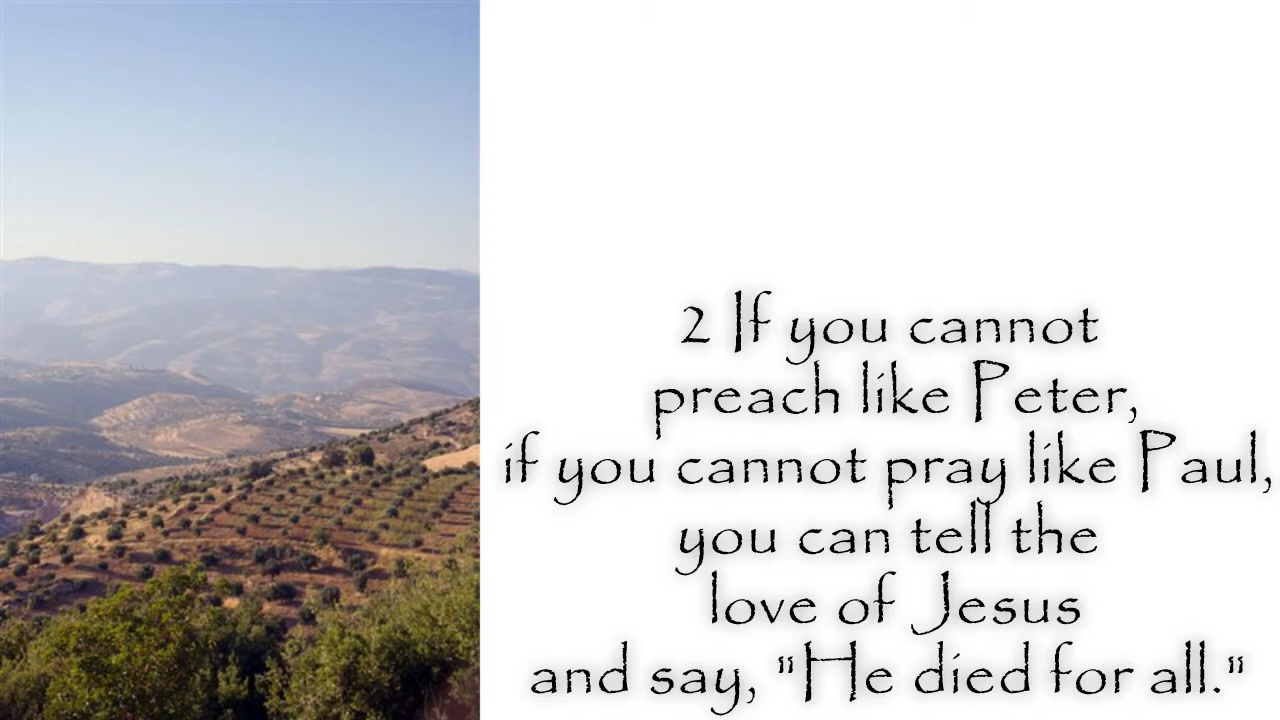 2 If you cannot
preach like Peter,
if you cannot pray like Paul,
you can tell the
love of Jesus
and say, "He died for all."